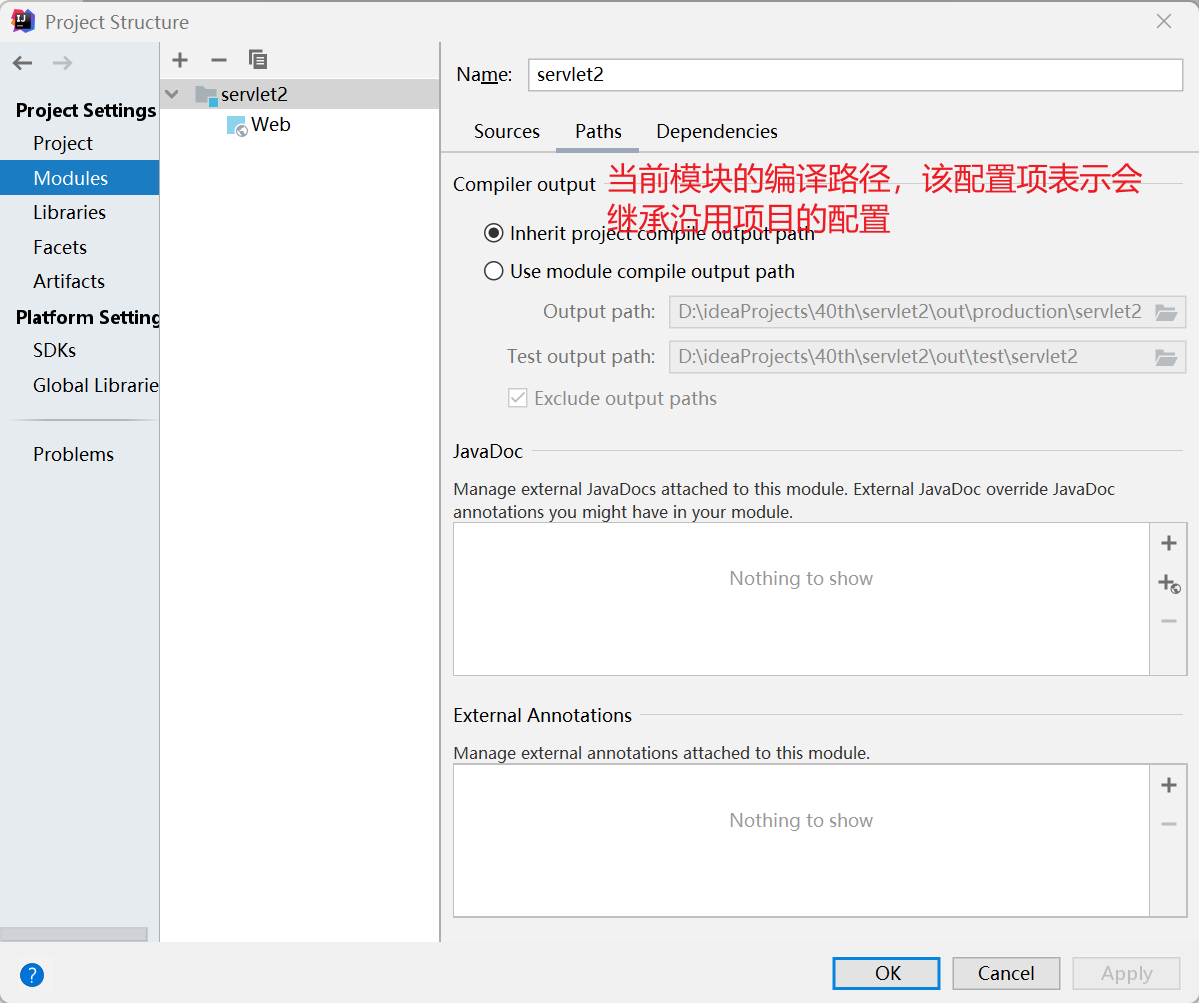 Project Structure
Project Settings
Project
Modules
Libraries
Facets
Artifacts
Platform Setting
SDKs
Global Librarie
Problems
servlet2
Web
Name: servlet2
Sources Paths Dependencies
Compiler output
当前模块的编译路径，该配置项表示会
继承沿用项目的配置
Inherit project compile output path
Use module compile output path
Output path: D:\ideaProjects\40th\servlet2\out\production\servlet2
Test output path: D:\ideaProjects\40th\servlet2\out\test\servlet2
Exclude output paths
JavaDoc
Manage external JavaDocs attached to this module. External JavaDoc override JavaDoc
annotations you might have in your module.
Nothing to show
External Annotations
Manage external annotations attached to this module.
Nothing to show
? OK Cancel Apply